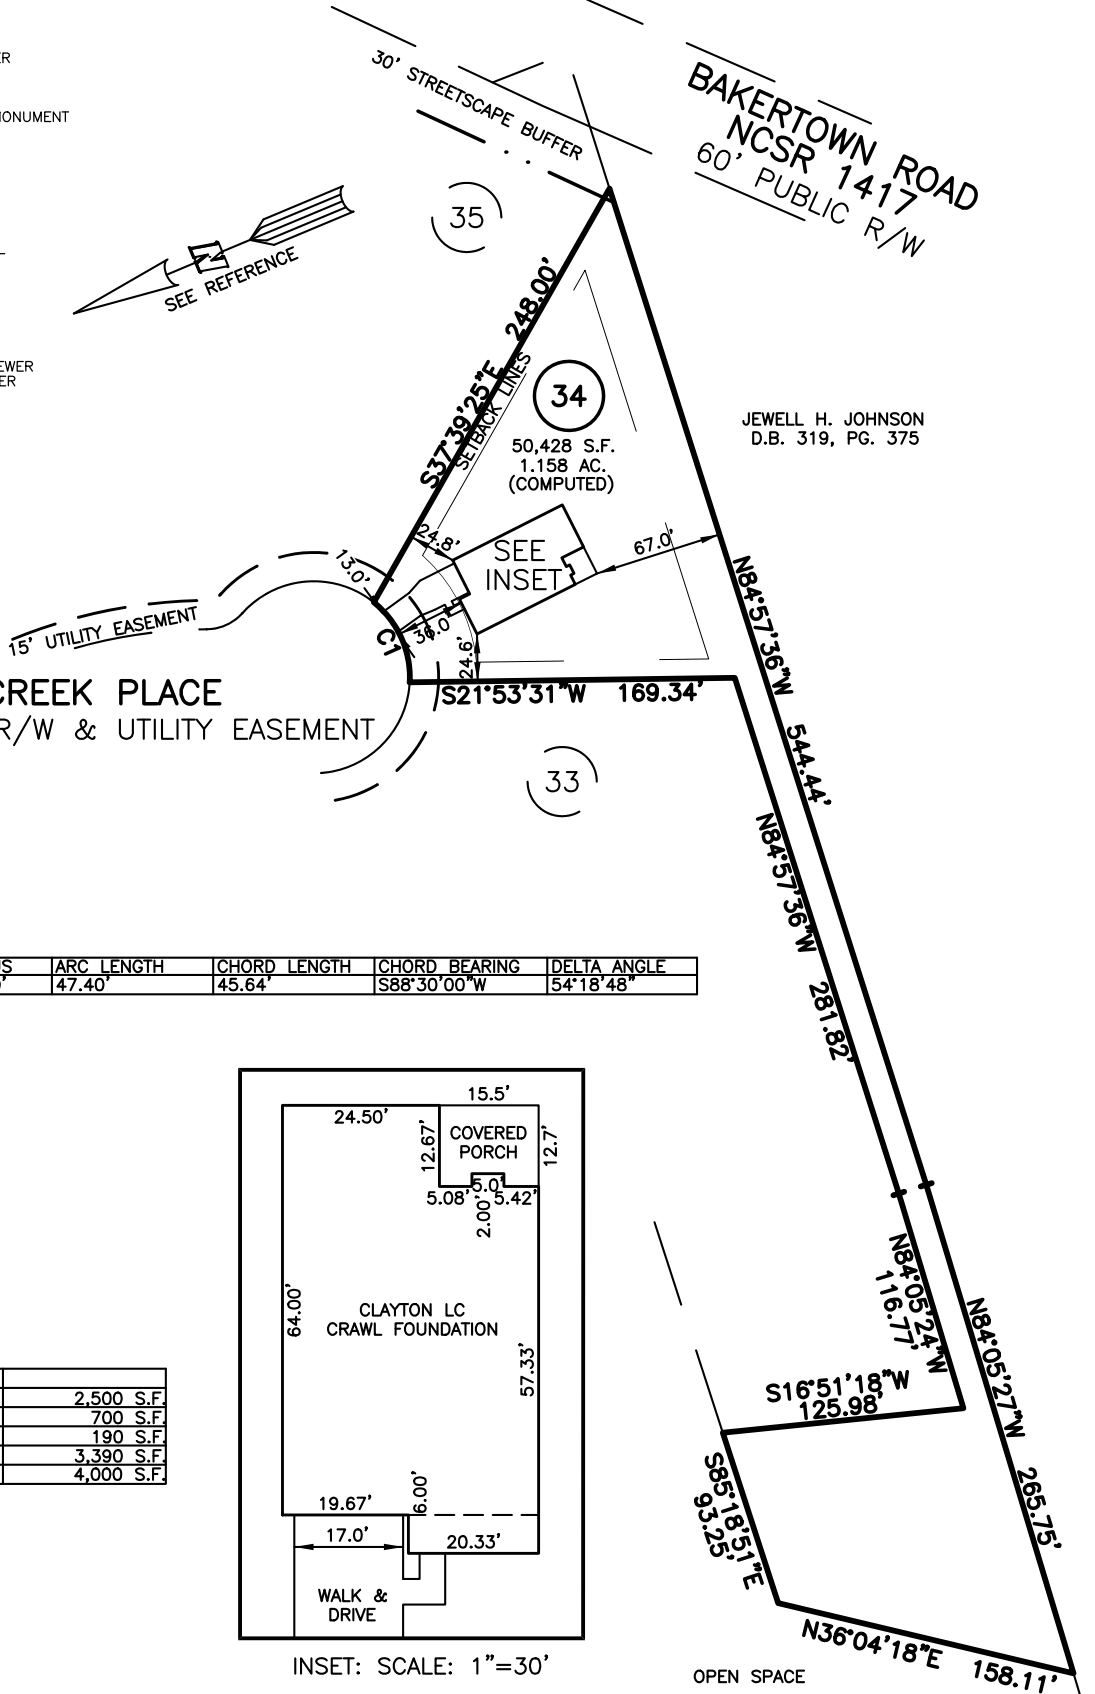 ER
MONUMENT
30' STREETSCAPE BUFFER
BAKERTOWN ROAD
NCSR 1417
60' PUBLIC R/W
35
N
SEE REFERENCE
EWER
ER
S37°39'25"E 248.00'
SETBACK LINES
34
50,428 S.F.
1.158 AC.
(COMPUTED)
JEWELL H. JOHNSON
D.B. 319, PG. 375
24.8'
SEE
INSET
67.0'
13.0'
36.0'
C1
24.6'
15' UTILITY EASEMENT
CREEK PLACE
R/W & UTILITY EASEMENT
S21°53'31"W 169.34'
N84°57'36"W 544.44'
33
N84°57'36"W 281.82'
US ARC LENGTH CHORD LENGTH CHORD BEARING DELTA ANGLE
0' 47.40' 45.64' S88°30'00"W 54°18'48"
15.5'
24.50'
12.67'
COVERED
PORCH
12.7'
5.08' 5.0' 5.42'
2.00'
64.00'
CLAYTON LC
CRAWL FOUNDATION
57.33'
19.67'
6.00'
17.0'
20.33'
WALK &
DRIVE
INSET: SCALE: 1"=30'
2,500 S.F.
700 S.F.
190 S.F.
3,390 S.F.
4,000 S.F.
N84°05'24"W
116.77'
N84°05'27"W 265.75'
S16°51'18"W
125.98'
S85°18'51"E
93.25'
N36°04'18"E 158.11'
OPEN SPACE